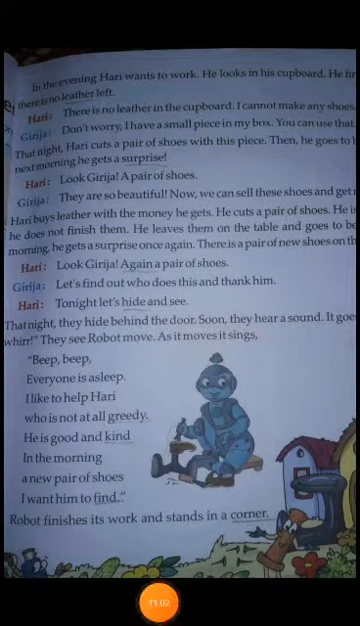 In the evening Hari wants to work. He looks in his cupboard. He
there is no leather left.
Hari: There is no leather in the cupboard. I cannot make any shoes
Girija: Don't worry, I have a small piece in my box. You can use that
That night, Hari cuts a pair of shoes with this piece. Then, he goes to
next morning he gets a surprise!
Hari: Look Girija! A pair of shoes.
Girija: They are so beautiful! Now, we can sell these shoes and get
Hari buys leather with the money he gets. He cuts a pair of shoes. He
he does not finish them. He leaves them on the table and goes to
morning, he gets a surprise once again. There is a pair of new shoes on
Hari: Look Girija! Again a pair of shoes.
Girija: Let's find out who does this and thank him.
Hari: Tonight let's hide and see.
That night, they hide behind the door. Soon, they hear a sound. It
whirr!" They see Robot move. As it moves it sings,
"Beep, beep,
Everyone is asleep.
I like to help Hari
who is not at all greedy.
He is good and kind
In the morning
a new pair of shoes
I want him to find."
Robot finishes its work and stands in a corner.